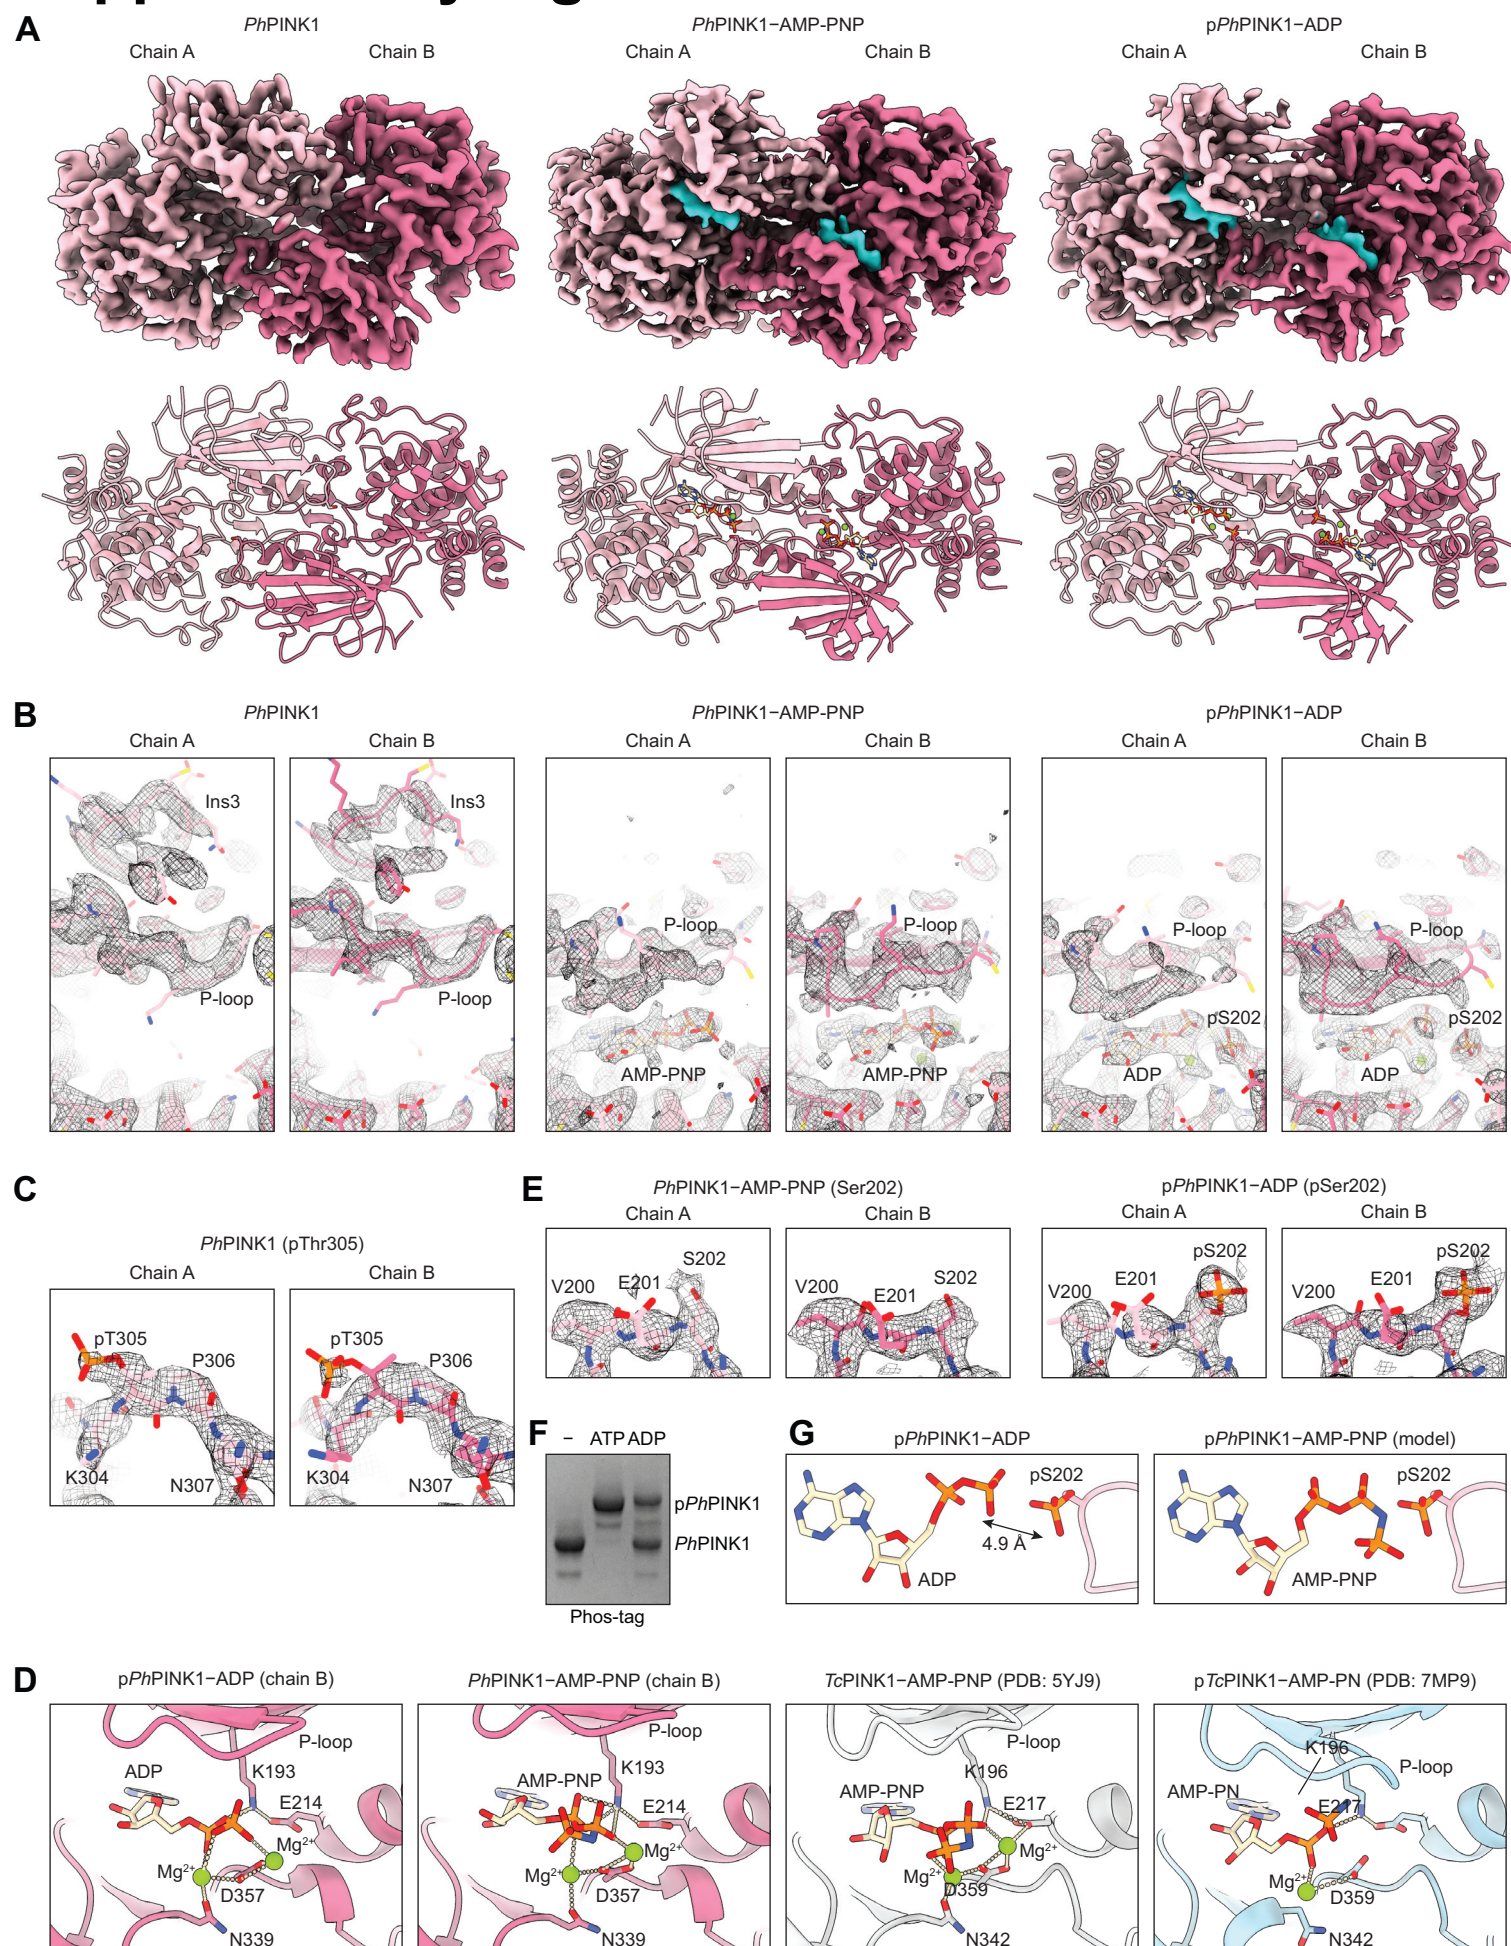 A
PhPINK1
PhPINK1–AMP-PNP
pPhPINK1–ADP
Chain A
Chain B
Chain A
Chain B
Chain A
Chain B
B
PhPINK1
PhPINK1–AMP-PNP
pPhPINK1–ADP
Chain A
Chain B
Chain A
Chain B
Chain A
Chain B
Ins3
Ins3
P-loop
P-loop
P-loop
P-loop
P-loop
P-loop
pS202
pS202
AMP-PNP
AMP-PNP
ADP
ADP
C
PhPINK1 (pThr305)
Chain A
Chain B
pT305
P306
K304
N307
pT305
P306
K304
N307
E
PhPINK1–AMP-PNP (Ser202)
pPhPINK1–ADP (pSer202)
Chain A
Chain B
Chain A
Chain B
V200
E201
S202
V200
E201
S202
V200
E201
pS202
V200
E201
pS202
F
– ATP ADP
pPhPINK1
PhPINK1
Phos-tag
G
pPhPINK1–ADP
pPhPINK1–AMP-PNP (model)
pS202
4.9 Å
ADP
pS202
AMP-PNP
D
pPhPINK1–ADP (chain B)
PhPINK1–AMP-PNP (chain B)
TcPINK1–AMP-PNP (PDB: 5YJ9)
pTcPINK1–AMP-PN (PDB: 7MP9)
P-loop
ADP
K193
E214
Mg2+
Mg2+
D357
N339
P-loop
AMP-PNP
K193
E214
Mg2+
Mg2+
D357
N339
P-loop
AMP-PNP
K196
E217
Mg2+
Mg2+
D359
N342
K196
P-loop
AMP-PN
E217
Mg2+
D359
N342